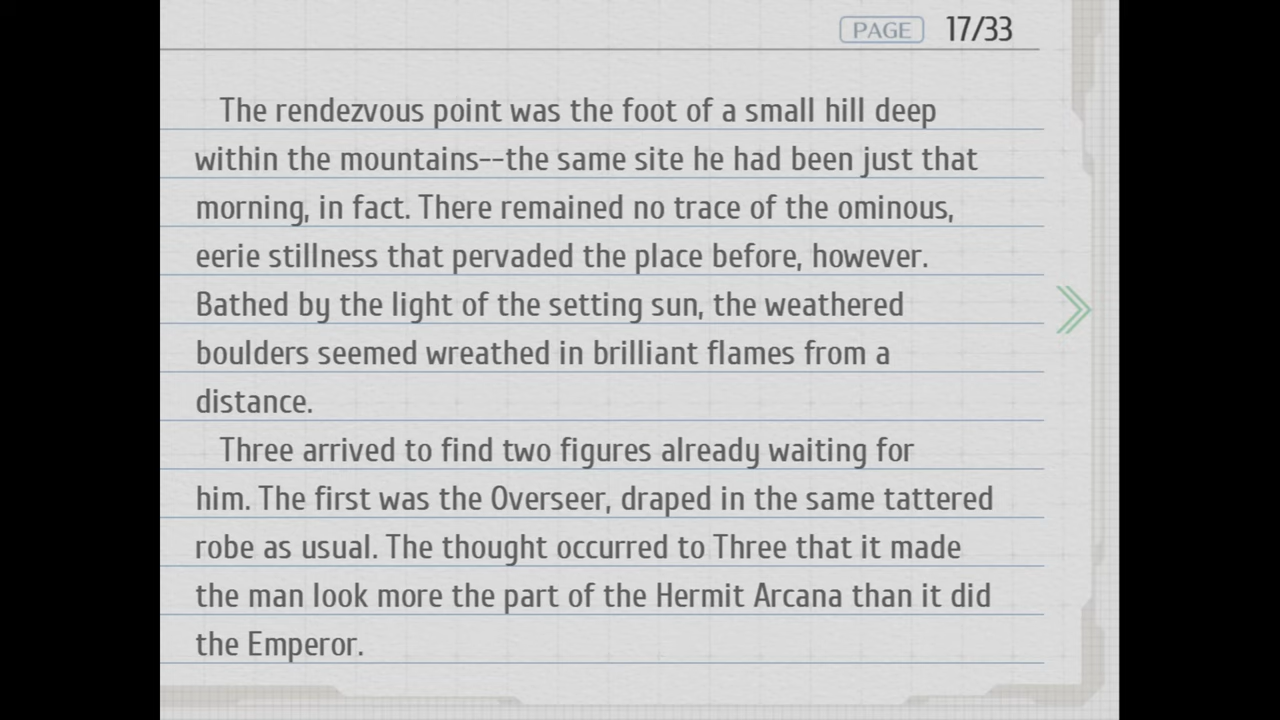 PAGE 17/33
The rendezvous point was the foot of a small hill deep
within the mountains--the same site he had been just that
morning, in fact. There remained no trace of the ominous,
eerie stillness that pervaded the place before, however.
Bathed by the light of the setting sun, the weathered
boulders seemed wreathed in brilliant flames from a
distance.
Three arrived to find two figures already waiting for
him. The first was the Overseer, draped in the same tattered
robe as usual. The thought occurred to Three that it made
the man look more the part of the Hermit Arcana than it did
the Emperor.